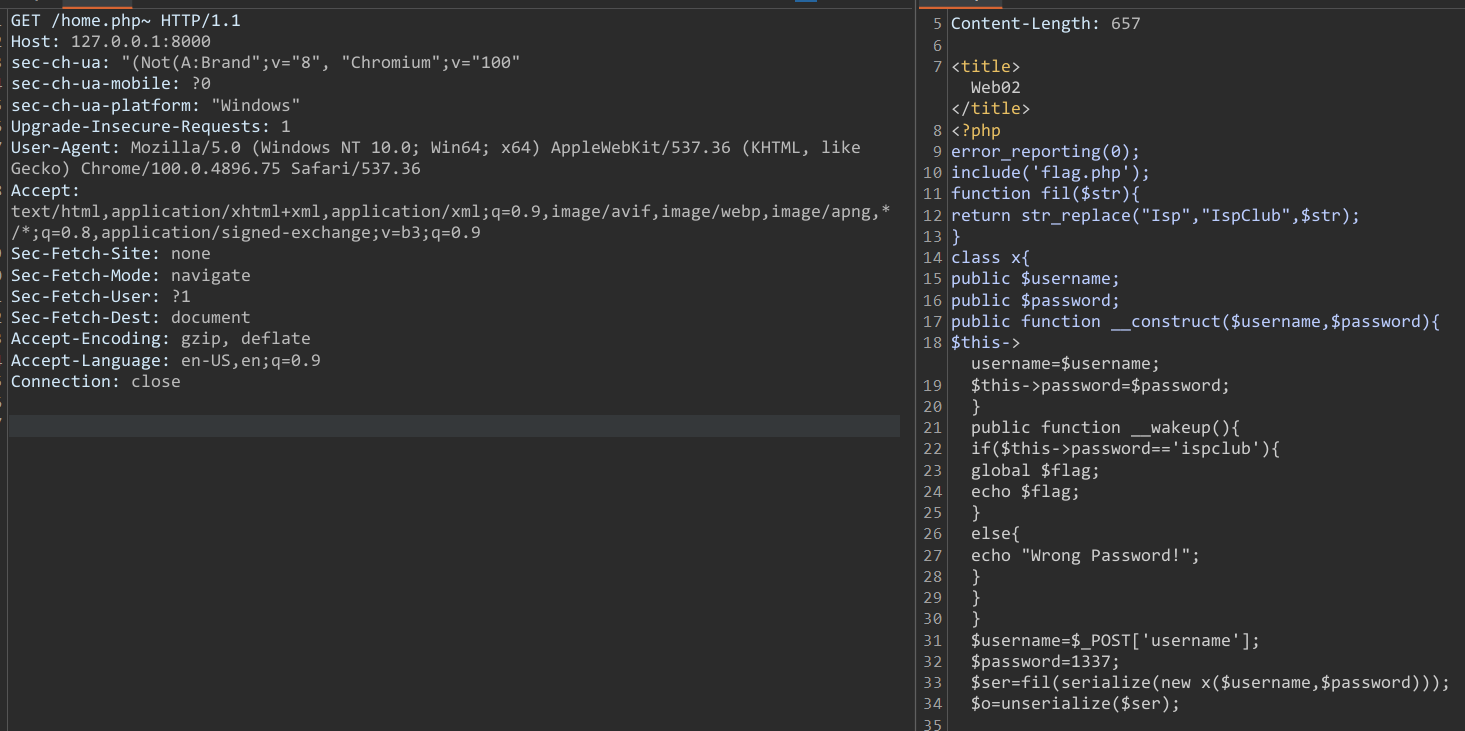 GET /home.php~ HTTP/1.1
Host: 127.0.0.1:8000
sec-ch-ua: "(Not(A:Brand";v="8", "Chromium";v="100"
sec-ch-ua-mobile: ?0
sec-ch-ua-platform: "Windows"
Upgrade-Insecure-Requests: 1
User-Agent: Mozilla/5.0 (Windows NT 10.0; Win64; x64) AppleWebKit/537.36 (KHTML, like
Gecko) Chrome/100.0.4896.75 Safari/537.36
Accept:
text/html,application/xhtml+xml,application/xml;q=0.9,image/avif,image/webp,image/apng,*
/*;q=0.8,application/signed-exchange;v=b3;q=0.9
Sec-Fetch-Site: none
Sec-Fetch-Mode: navigate
Sec-Fetch-User: ?1
Sec-Fetch-Dest: document
Accept-Encoding: gzip, deflate
Accept-Language: en-US,en;q=0.9
Connection: close
5 Content-Length: 657
6
7 <title>
Web02
</title>
8 <?php
9 error_reporting(0);
10 include('flag.php');
11 function fil($str){
12 return str_replace("Isp","IspClub",$str);
13 }
14 class x{
15 public $username;
16 public $password;
17 public function __construct($username,$password){
18 $this->
username=$username;
19 $this->password=$password;
20 }
21 public function __wakeup(){
22 if($this->password=='ispclub'){
23 global $flag;
24 echo $flag;
25 }
26 else{
27 echo "Wrong Password!";
28 }
29 }
30 }
31 $username=$_POST['username'];
32 $password=1337;
33 $ser=fil(serialize(new x($username,$password)));
34 $o=unserialize($ser);
35